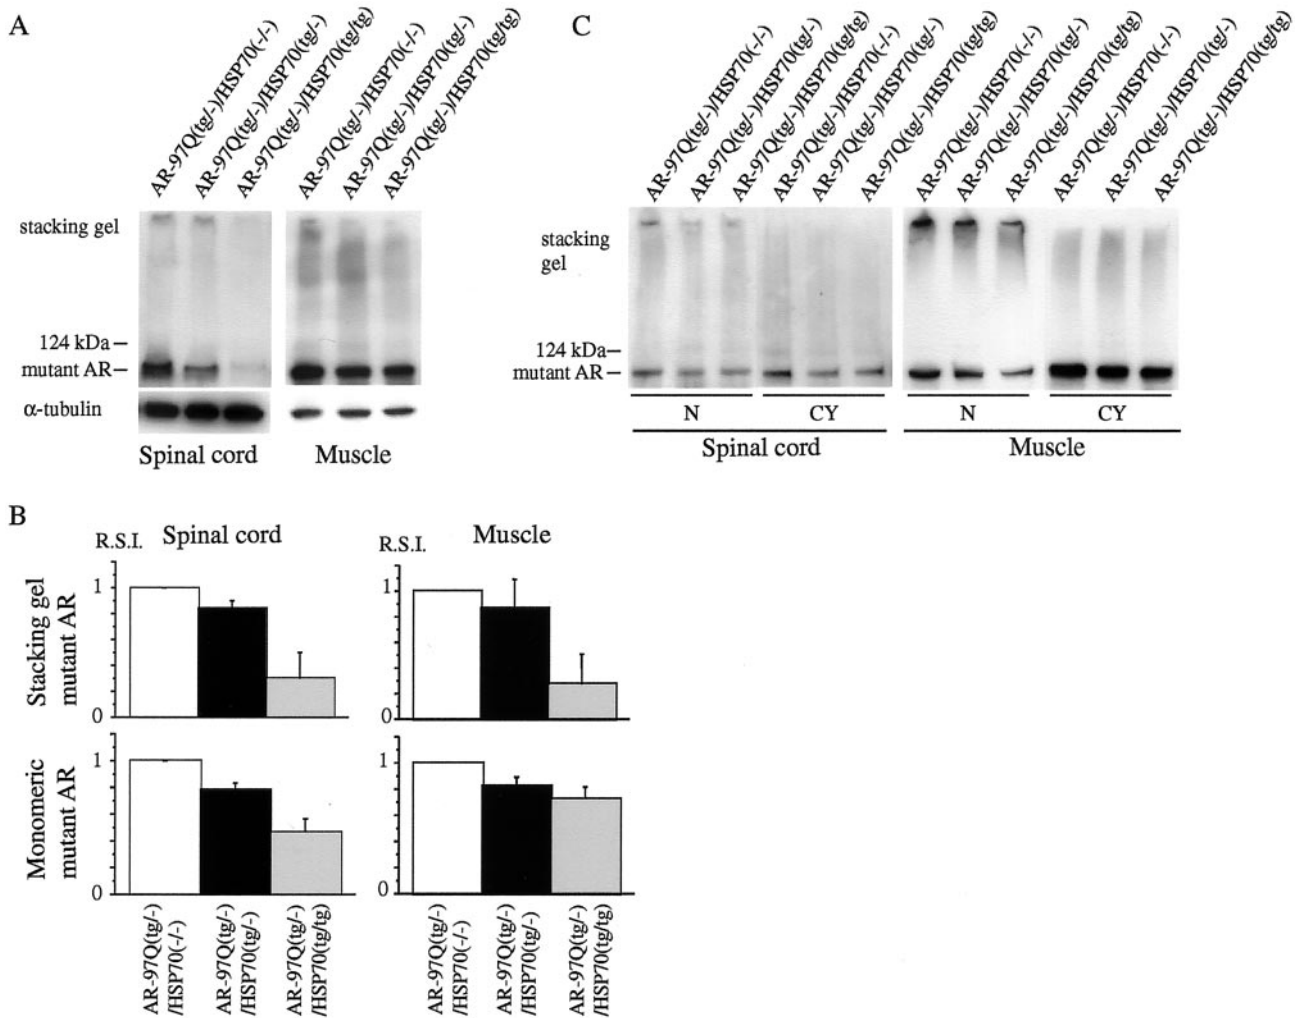 A
AR-97Q(tg/-)/HSP70(-/-)
AR-97Q(tg/-)/HSP70(tg/-)
AR-97Q(tg/-)/HSP70(tg/tg)
AR-97Q(tg/-)/HSP70(-/-)
AR-97Q(tg/-)/HSP70(tg/-)
AR-97Q(tg/-)/HSP70(tg/tg)
stacking gel
124 kDa
mutant AR
α-tubulin
Spinal cord
Muscle
C
AR-97Q(tg/-)/HSP70(-/-)
AR-97Q(tg/-)/HSP70(tg/-)
AR-97Q(tg/-)/HSP70(tg/tg)
AR-97Q(tg/-)/HSP70(-/-)
AR-97Q(tg/-)/HSP70(tg/-)
AR-97Q(tg/-)/HSP70(tg/tg)
AR-97Q(tg/-)/HSP70(-/-)
AR-97Q(tg/-)/HSP70(tg/-)
AR-97Q(tg/-)/HSP70(tg/tg)
AR-97Q(tg/-)/HSP70(-/-)
AR-97Q(tg/-)/HSP70(tg/-)
AR-97Q(tg/-)/HSP70(tg/tg)
stacking
gel
124 kDa
mutant AR
N
CY
N
CY
Spinal cord
Muscle
B
R.S.I.
Spinal cord
R.S.I.
Muscle
Stacking gel
mutant AR
1
0
1
0
Monomeric
mutant AR
1
0
1
0
AR-97Q(tg/-)
/HSP70(-/-)
AR-97Q(tg/-)
/HSP70(tg/-)
AR-97Q(tg/-)
/HSP70(tg/tg)
AR-97Q(tg/-)
/HSP70(-/-)
AR-97Q(tg/-)
/HSP70(tg/-)
AR-97Q(tg/-)
/HSP70(tg/tg)